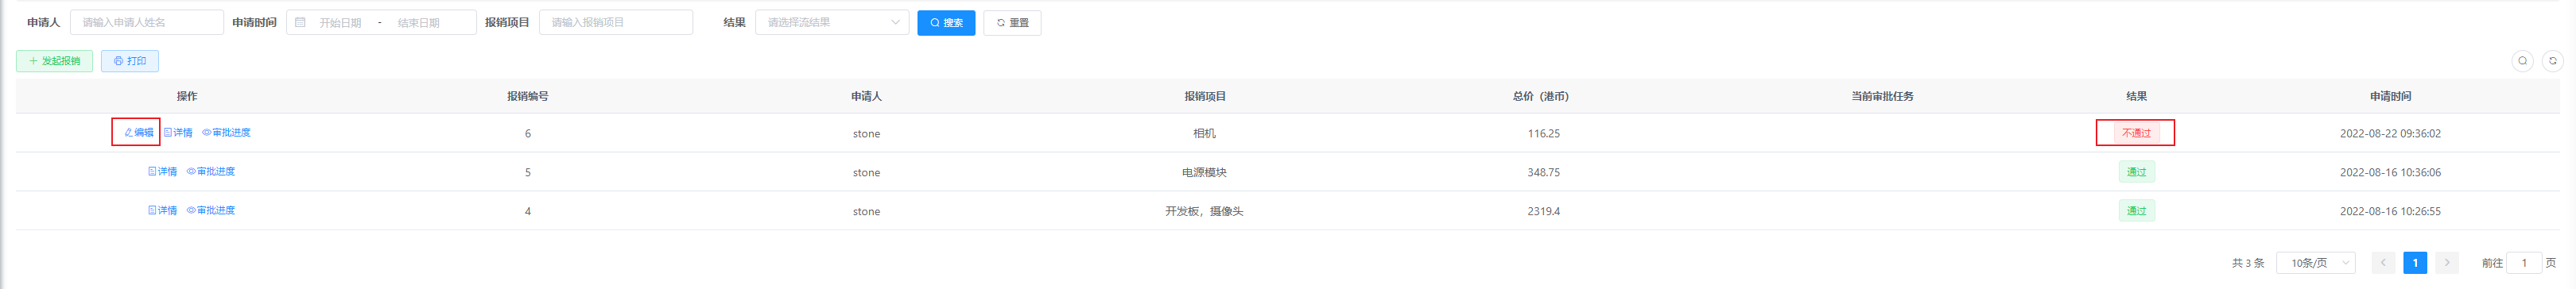 申请人 请输入申请人姓名 申请时间 开始日期 - 结束日期 报销项目 请输入报销项目 结果 请选择流结果 搜索 重置
发起报销 打印
操作 报销编号 申请人 报销项目 总价（港币） 当前审批任务 结果 申请时间
编辑 详情 审批进度 6 stone 相机 116.25 不通过 2022-08-22 09:36:02
详情 审批进度 5 stone 电源模块 348.75 通过 2022-08-16 10:36:06
详情 审批进度 4 stone 开发板，摄像头 2319.4 通过 2022-08-16 10:26:55
共 3 条 10条/页 1 前往 1 页